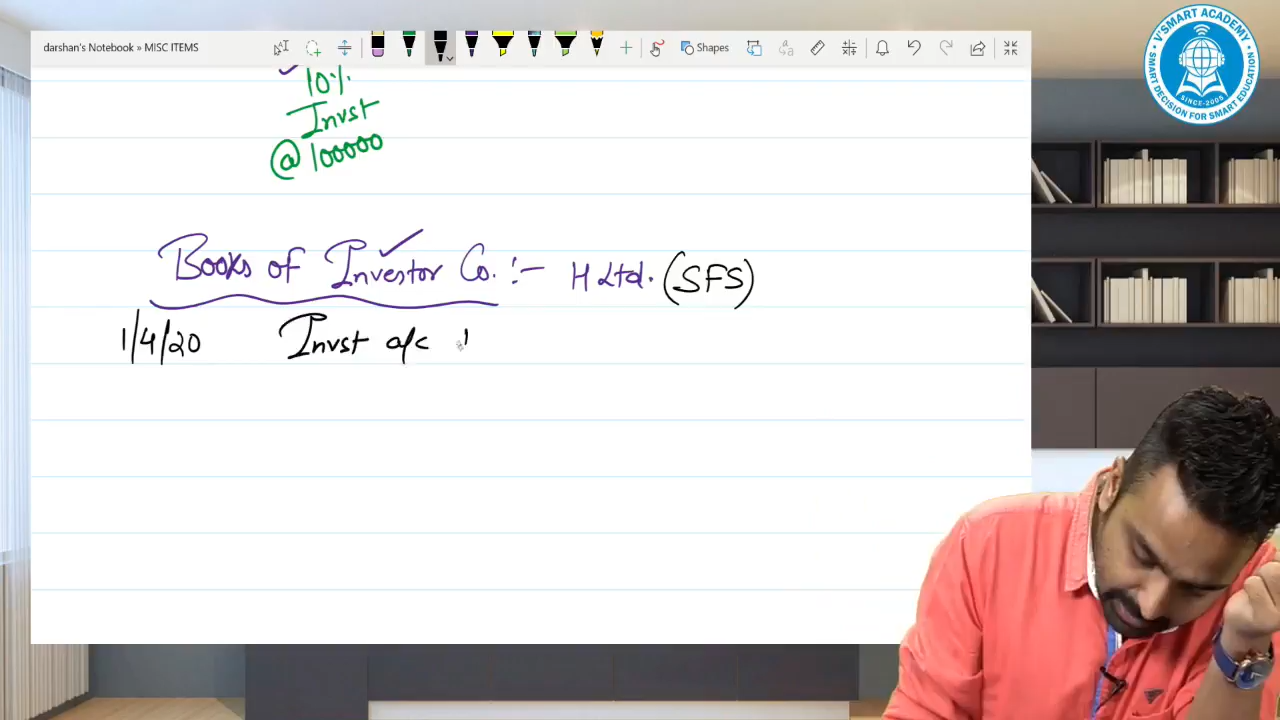 darshan's Notebook » MISC ITEMS
Shapes
10%
Invst
@ 100000
Books of Investor Co. :- H Ltd. (SFS)
1/4/20 Invst a/c
V'SMART ACADEMY
SINCE-2005
SMART DECISION FOR SMART EDUCATION